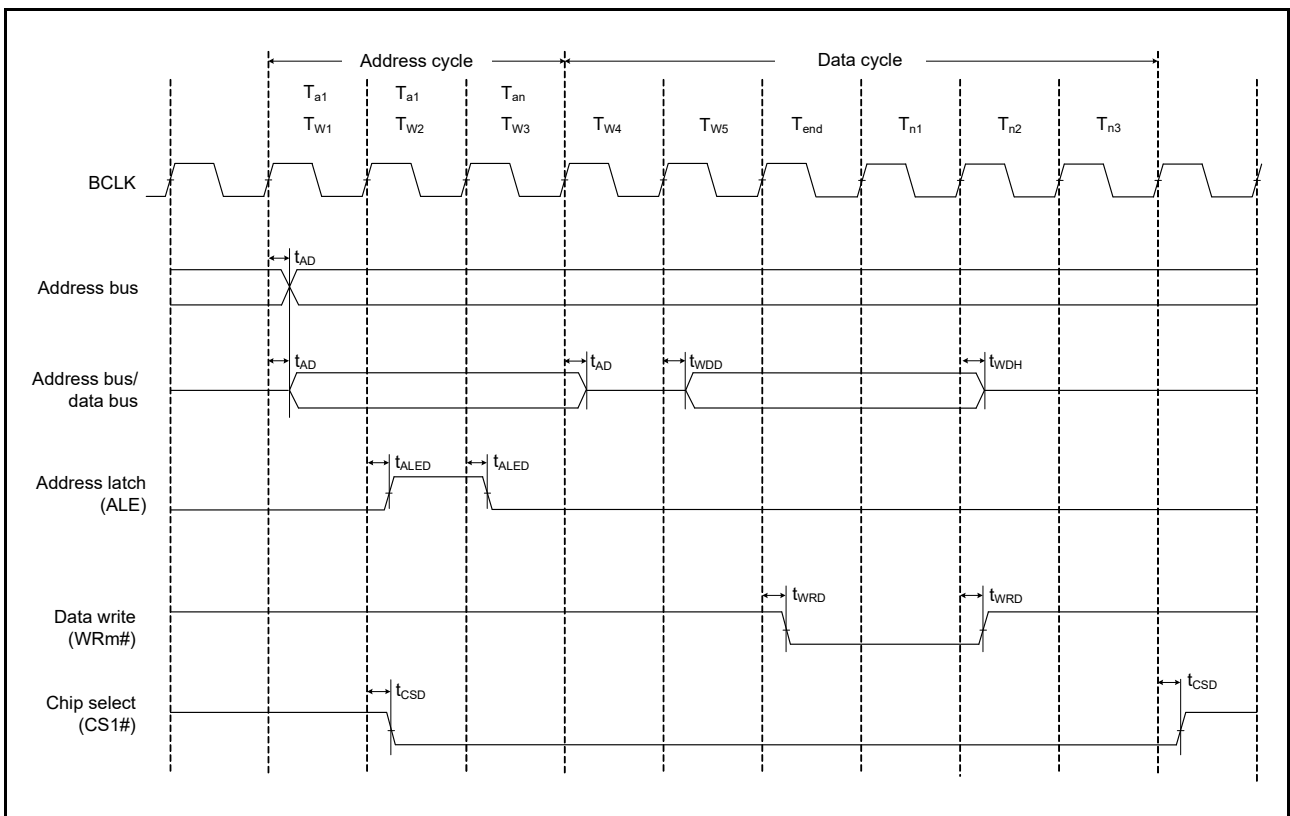 Address cycle Data cycle
Ta1 Ta1 Tan
TW1 TW2 TW3 TW4 TW5 Tend Tn1 Tn2 Tn3
BCLK
tAD
Address bus
tAD tAD tWDD tWDH
Address bus/
data bus
tALED tALED
Address latch
(ALE)
tWRD tWRD
Data write
(WRm#)
tCSD tCSD
Chip select
(CS1#)